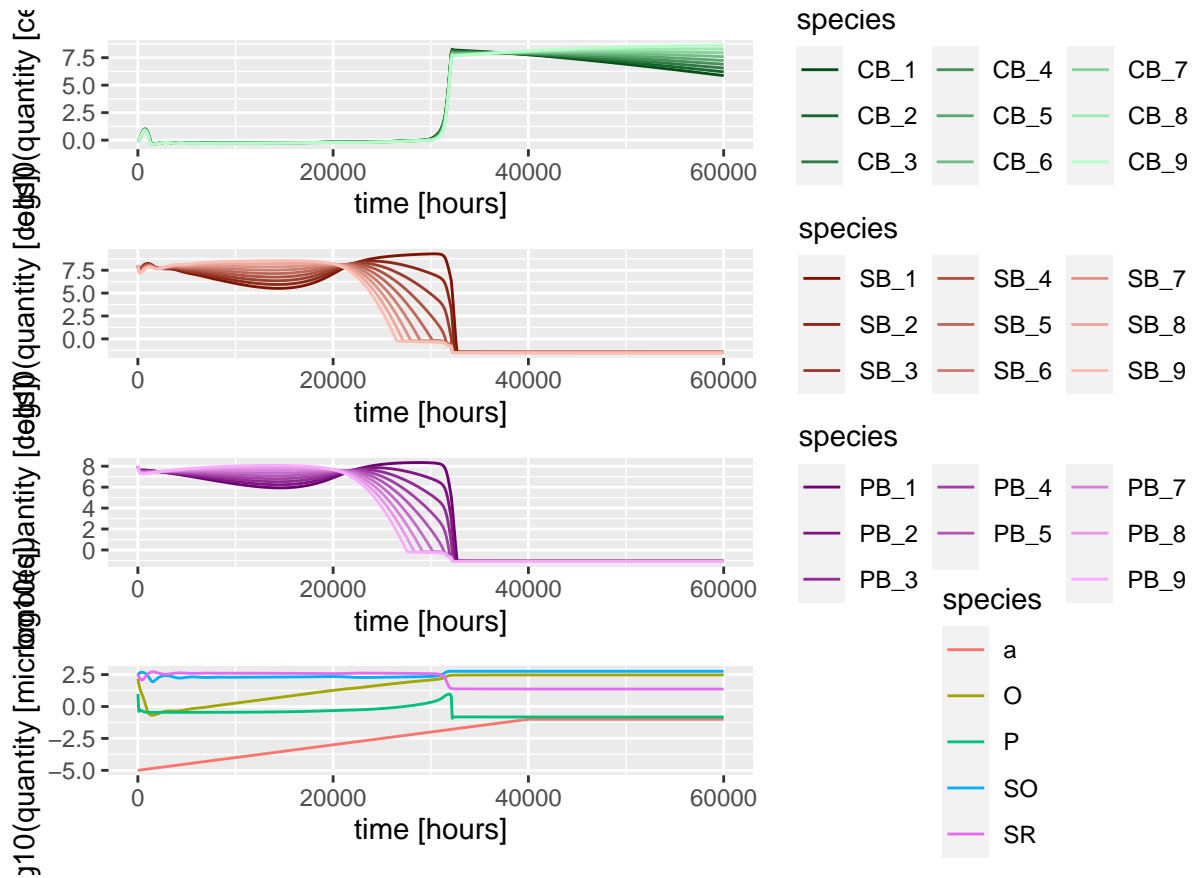 species
7.5
5.0
2.5
0.0
0 20000 40000 60000
time [hours]
CB_1 CB_4 CB_7
CB_2 CB_5 CB_8
CB_3 CB_6 CB_9
species
7.5
5.0
2.5
0.0
0 20000 40000 60000
time [hours]
SB_1 SB_4 SB_7
SB_2 SB_5 SB_8
SB_3 SB_6 SB_9
species
8
6
4
2
0
0 20000 40000 60000
time [hours]
PB_1 PB_4 PB_7
PB_2 PB_5 PB_8
PB_3 PB_9
species
2.5
0.0
−2.5
−5.0
0 20000 40000 60000
time [hours]
a
O
P
SO
SR